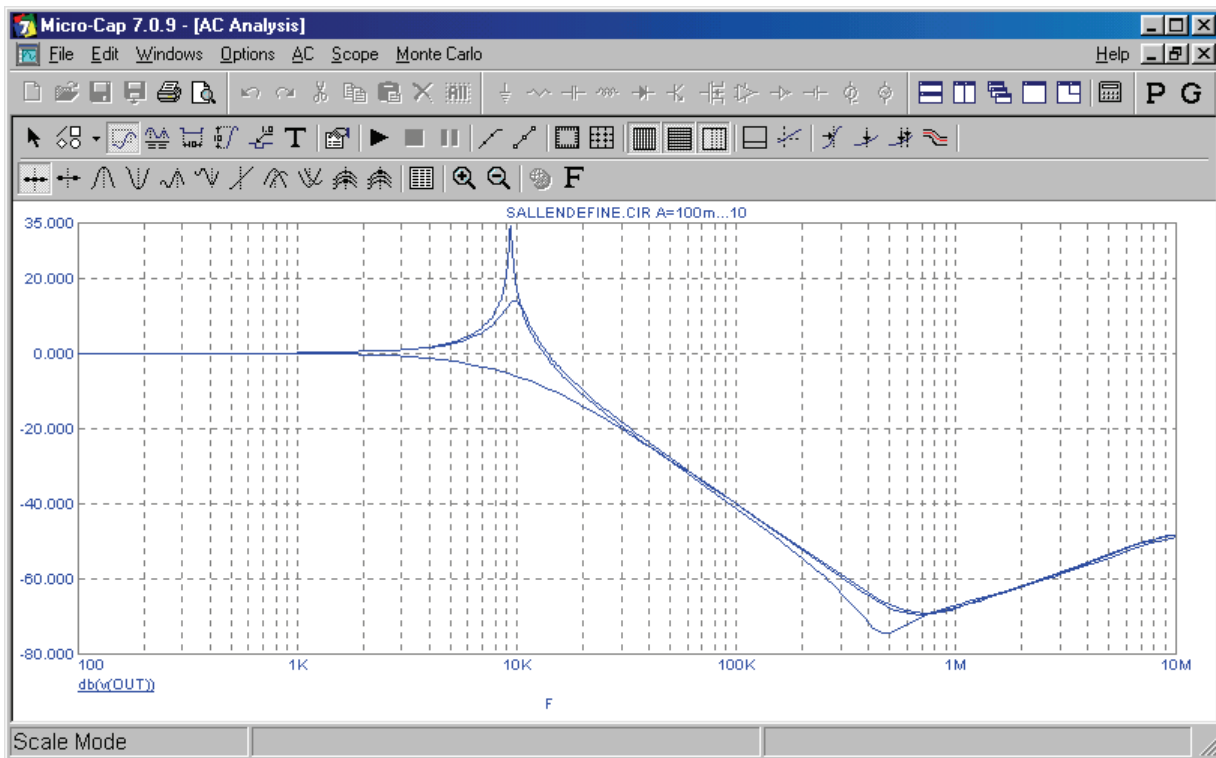 Micro-Cap 7.0.9 - [AC Analysis]
File Edit Windows Options AC Scope Monte Carlo Help
P G
T
F
SALLENDEFINE.CIR A=100m...10
35.000
20.000
0.000
-20.000
-40.000
-60.000
-80.000
100 1K 10K 100K 1M 10M
db(v(OUT))
F
Scale Mode